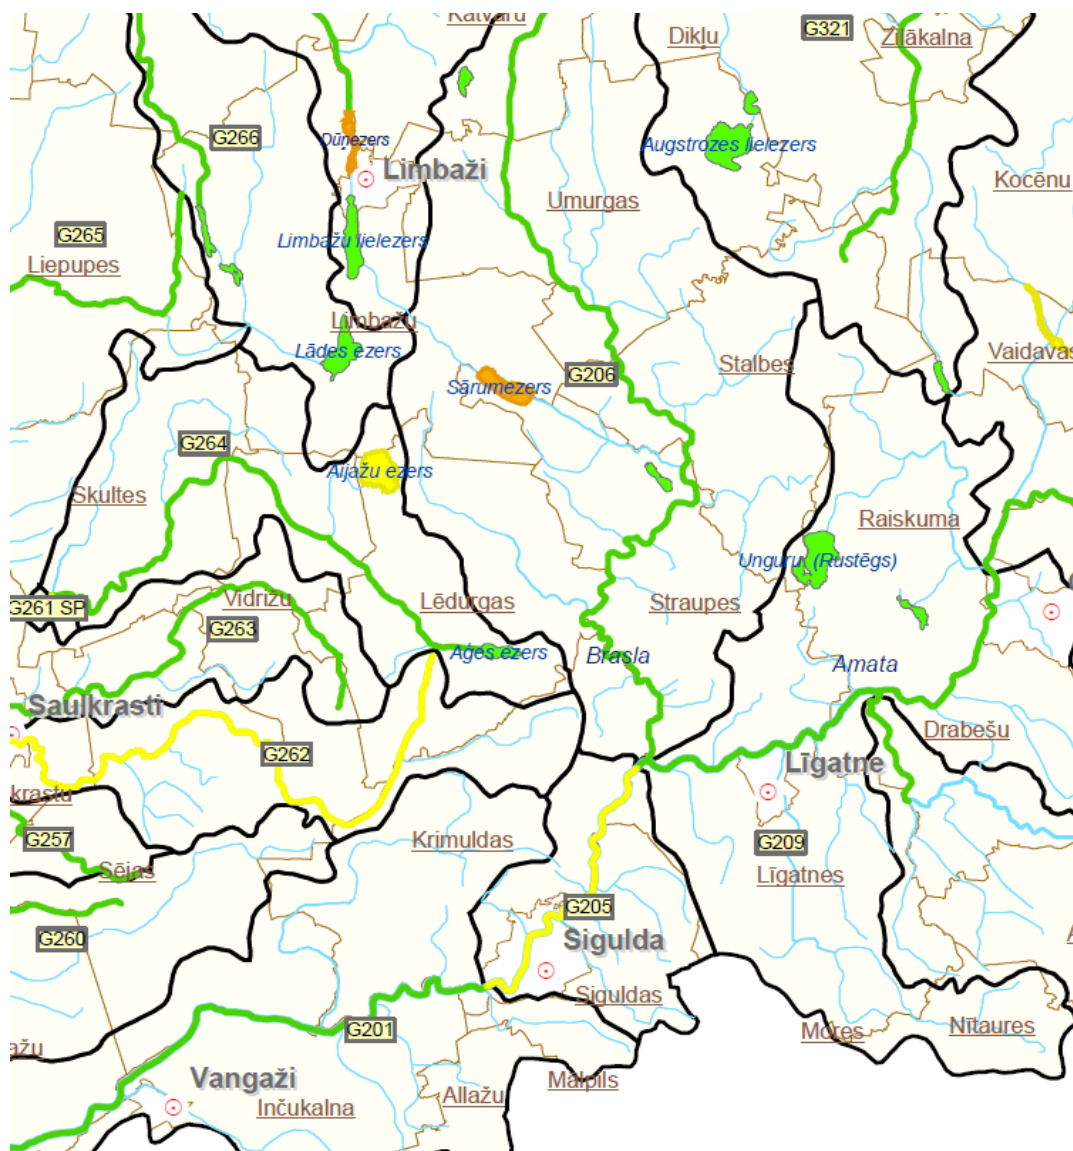 Katvaru
Dikļu
G321
Zilākalna
G266
Dūņezers
Limbaži
Augstrozes lielezers
Kocēnu
Umurgas
G265
Liepupes
Limbažu lielezers
Limbažu
Lādes ezers
Stalbes
Vaidavas
G206
Sārumezers
G264
Aijažu ezers
Skultes
Raiskuma
Unguru (Rustēgs)
G261 SP
Vidrižu
Lēdurgas
Straupes
G263
Aģes ezers
Brasla
Amata
Saulkrasti
Drabešu
G262
Līgatne
krastu
G257
Krimuldas
G209
Sējas
Līgatnes
G205
G260
Sigulda
Siguldas
G201
Mores
Nītaures
ažu
Vangaži
Mālpils
Allažu
Inčukalna